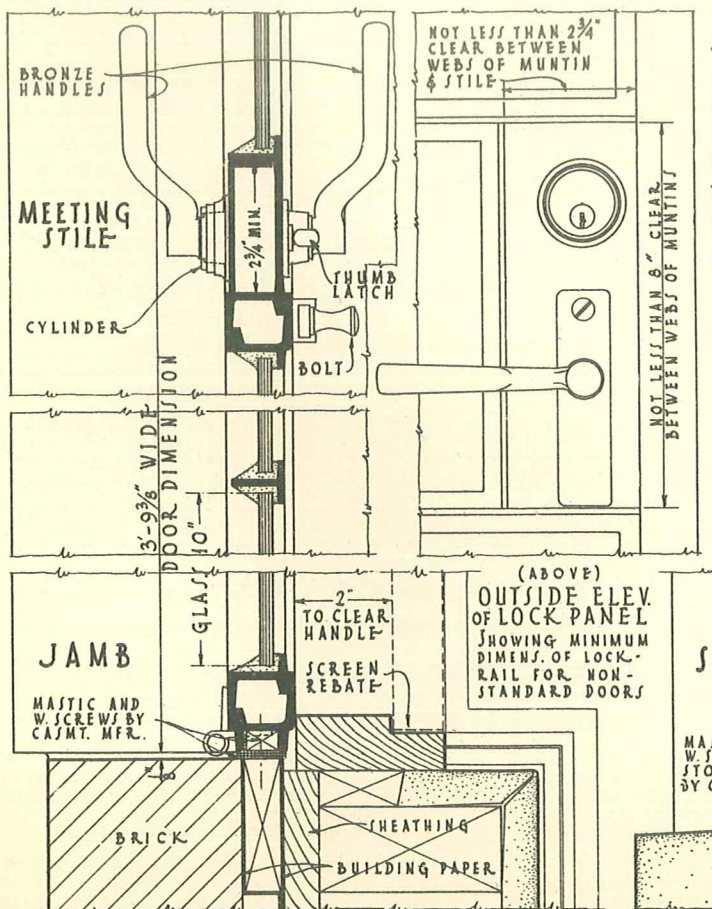 BRONZE
HANDLES
NOT LESS THAN 2¾"
CLEAR BETWEEN
WEBS OF MUNTIN
& STILE
MEETING
STILE
2¾" MIN.
THUMB
LATCH
CYLINDER
BOLT
NOT LESS THAN 8" CLEAR
BETWEEN WEBS OF MUNTINS
3'-9⅜" WIDE
DOOR DIMENSION
GLASS 10"
2"
TO CLEAR
HANDLE
SCREEN
REBATE
(ABOVE)
OUTSIDE ELEV.
OF LOCK PANEL
SHOWING MINIMUM
DIMENS. OF LOCK-
RAIL FOR NON-
STANDARD DOORS
JAMB
MASTIC AND
W. SCREWS BY
CASMT. MFR.
BRICK
SHEATHING
BUILDING PAPER
S
MA
W. S
STO
BY C